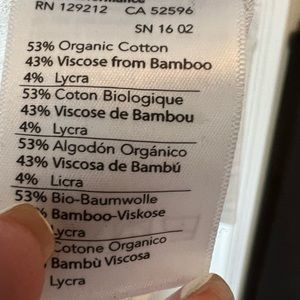 RN 129212 CA 52596
SN 16 02
53% Organic Cotton
43% Viscose from Bamboo
4% Lycra
53% Coton Biologique
43% Viscose de Bambou
4% Lycra
53% Algodón Orgánico
43% Viscosa de Bambú
4% Licra
53% Bio-Baumwolle
% Bamboo-Viskose
Lycra
Cotone Organico
% Bambù Viscosa
Lycra